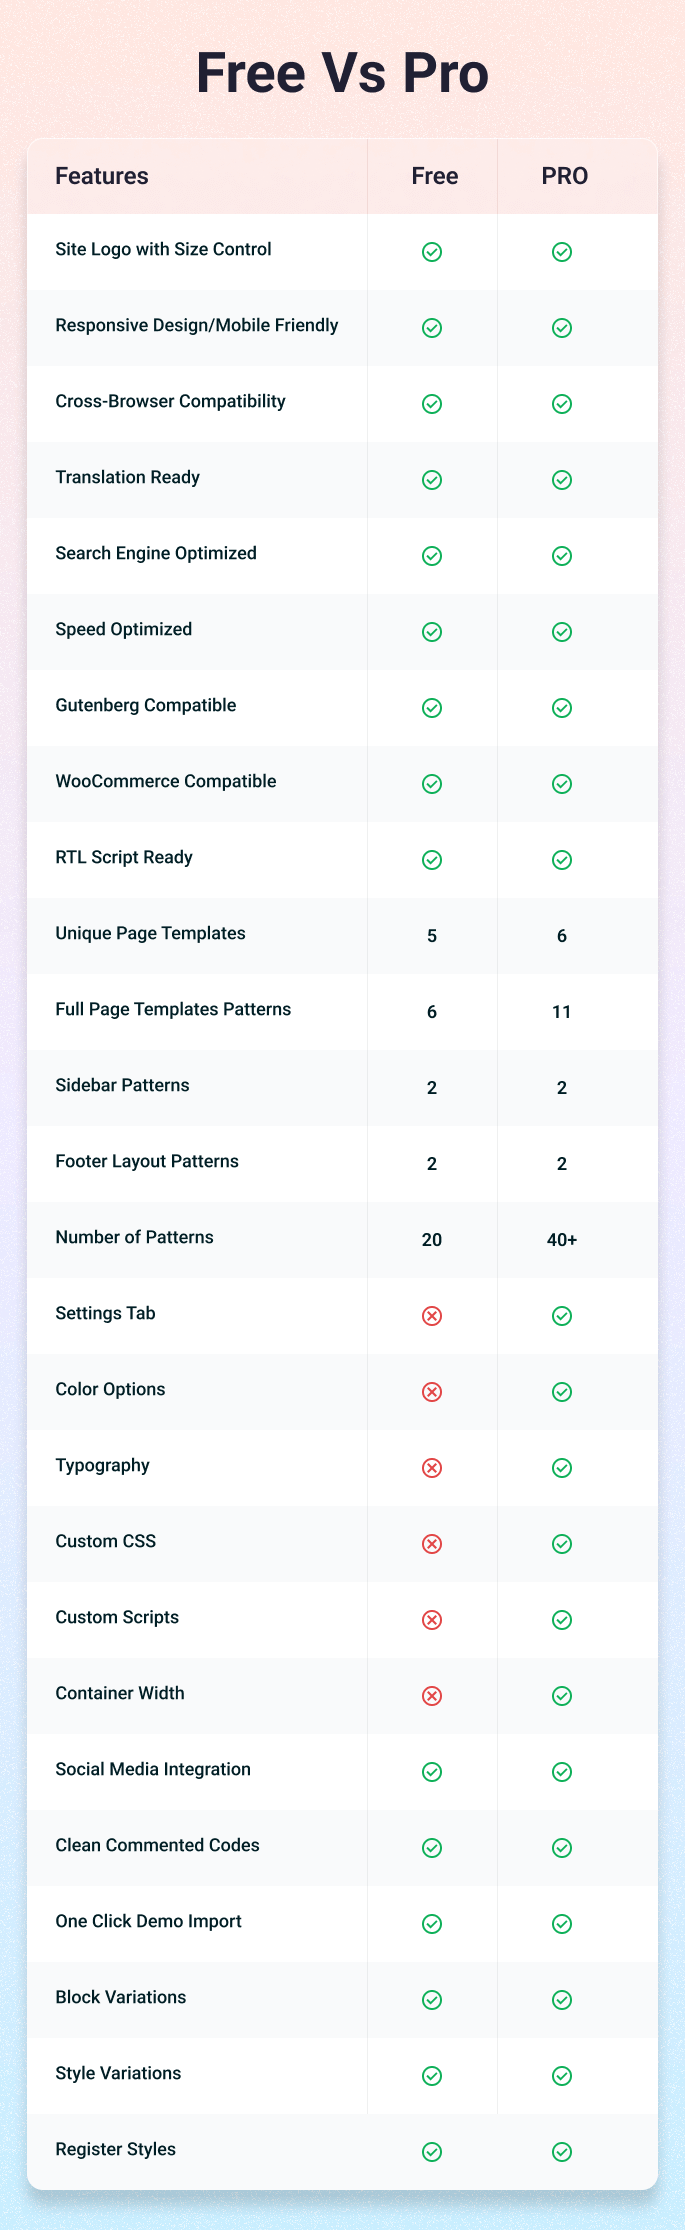 Free Vs Pro
Features Free PRO
Site Logo with Size Control
Responsive Design/Mobile Friendly
Cross-Browser Compatibility
Translation Ready
Search Engine Optimized
Speed Optimized
Gutenberg Compatible
WooCommerce Compatible
RTL Script Ready
Unique Page Templates 5 6
Full Page Templates Patterns 6 11
Sidebar Patterns 2 2
Footer Layout Patterns 2 2
Number of Patterns 20 40+
Settings Tab
Color Options
Typography
Custom CSS
Custom Scripts
Container Width
Social Media Integration
Clean Commented Codes
One Click Demo Import
Block Variations
Style Variations
Register Styles